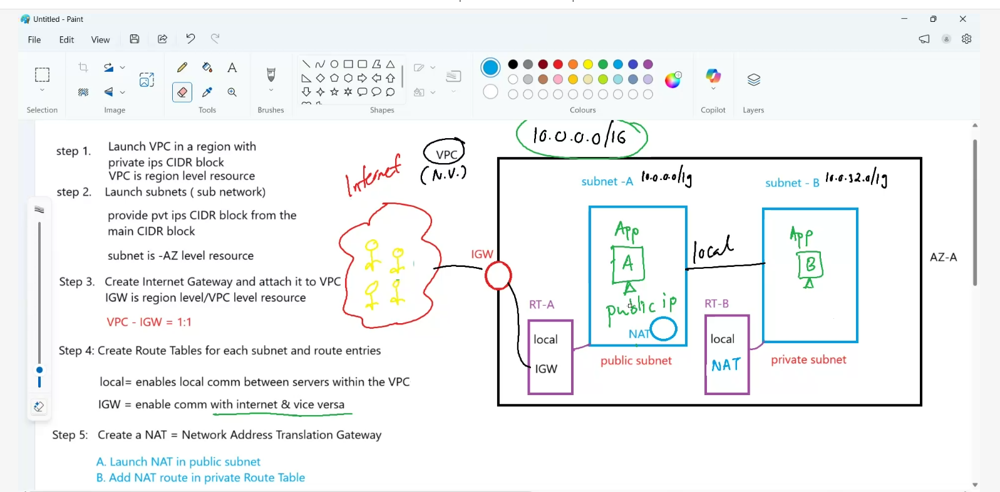 Untitled - Paint
File Edit View
Selection Image Tools Brushes Shapes Colours Copilot Layers
step 1. Launch VPC in a region with
private ips CIDR block
VPC is region level resource
step 2. Launch subnets ( sub network)
provide pvt ips CIDR block from the
main CIDR block
subnet is -AZ level resource
Step 3. Create Internet Gateway and attach it to VPC
IGW is region level/VPC level resource
VPC - IGW = 1:1
Step 4: Create Route Tables for each subnet and route entries
local= enables local comm between servers within the VPC
IGW = enable comm with internet & vice versa
Step 5: Create a NAT = Network Address Translation Gateway
A. Launch NAT in public subnet
B. Add NAT route in private Route Table
Internet
VPC
(N.V.)
10.0.0.0/16
subnet -A 10.0.0.0/19
subnet - B 10.0.32.0/19
App
A
public ip
NAT
public subnet
local
App
B
private subnet
AZ-A
IGW
RT-A
local
IGW
RT-B
local
NAT